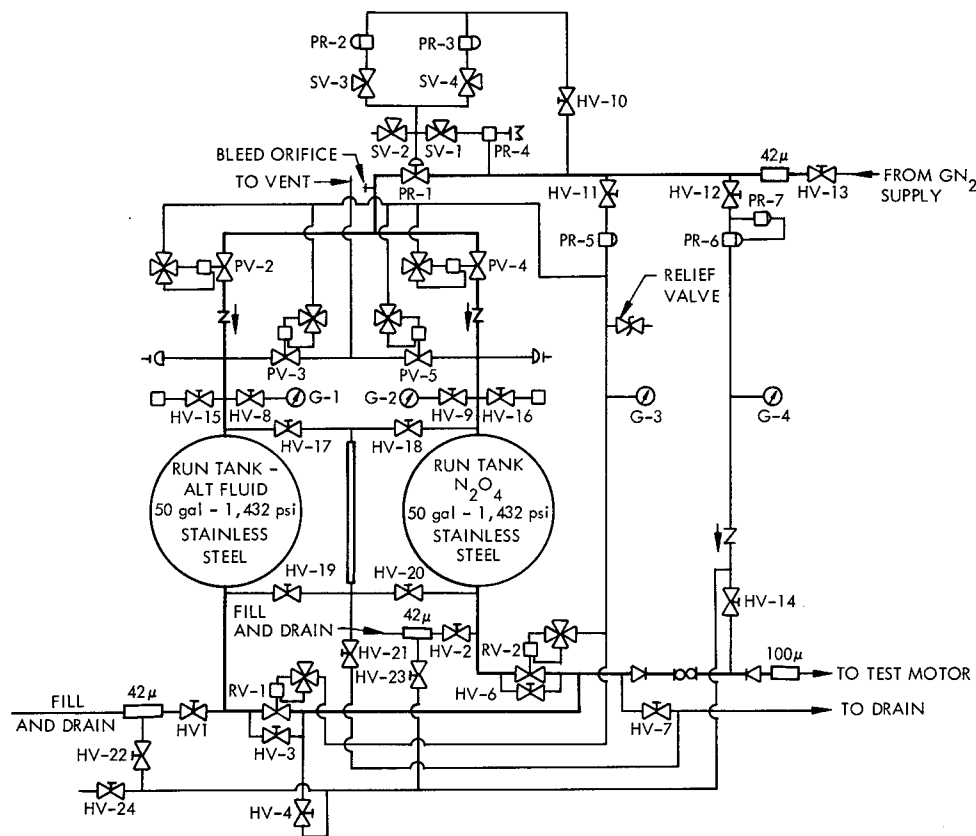 PR-2
PR-3
SV-3
SV-4
HV-10
SV-2
SV-1
PR-4
BLEED ORIFICE
TO VENT
PR-1
42μ
HV-11
HV-12
HV-13
FROM GN2
SUPPLY
PR-7
PR-5
PR-6
PV-2
PV-4
RELIEF
VALVE
PV-3
PV-5
HV-15
HV-8
G-1
G-2
HV-9
HV-16
G-3
G-4
HV-17
HV-18
RUN TANK -
ALT FLUID
50 gal - 1,432 psi
STAINLESS
STEEL
RUN TANK
N2O4
50 gal - 1,432 psi
STAINLESS
STEEL
HV-19
HV-20
FILL
AND DRAIN
42μ
HV-2
HV-14
HV-21
HV-23
RV-2
HV-6
100μ
TO TEST MOTOR
RV-1
FILL
AND DRAIN
42μ
HV1
HV-3
HV-7
TO DRAIN
HV-22
HV-24
HV-4